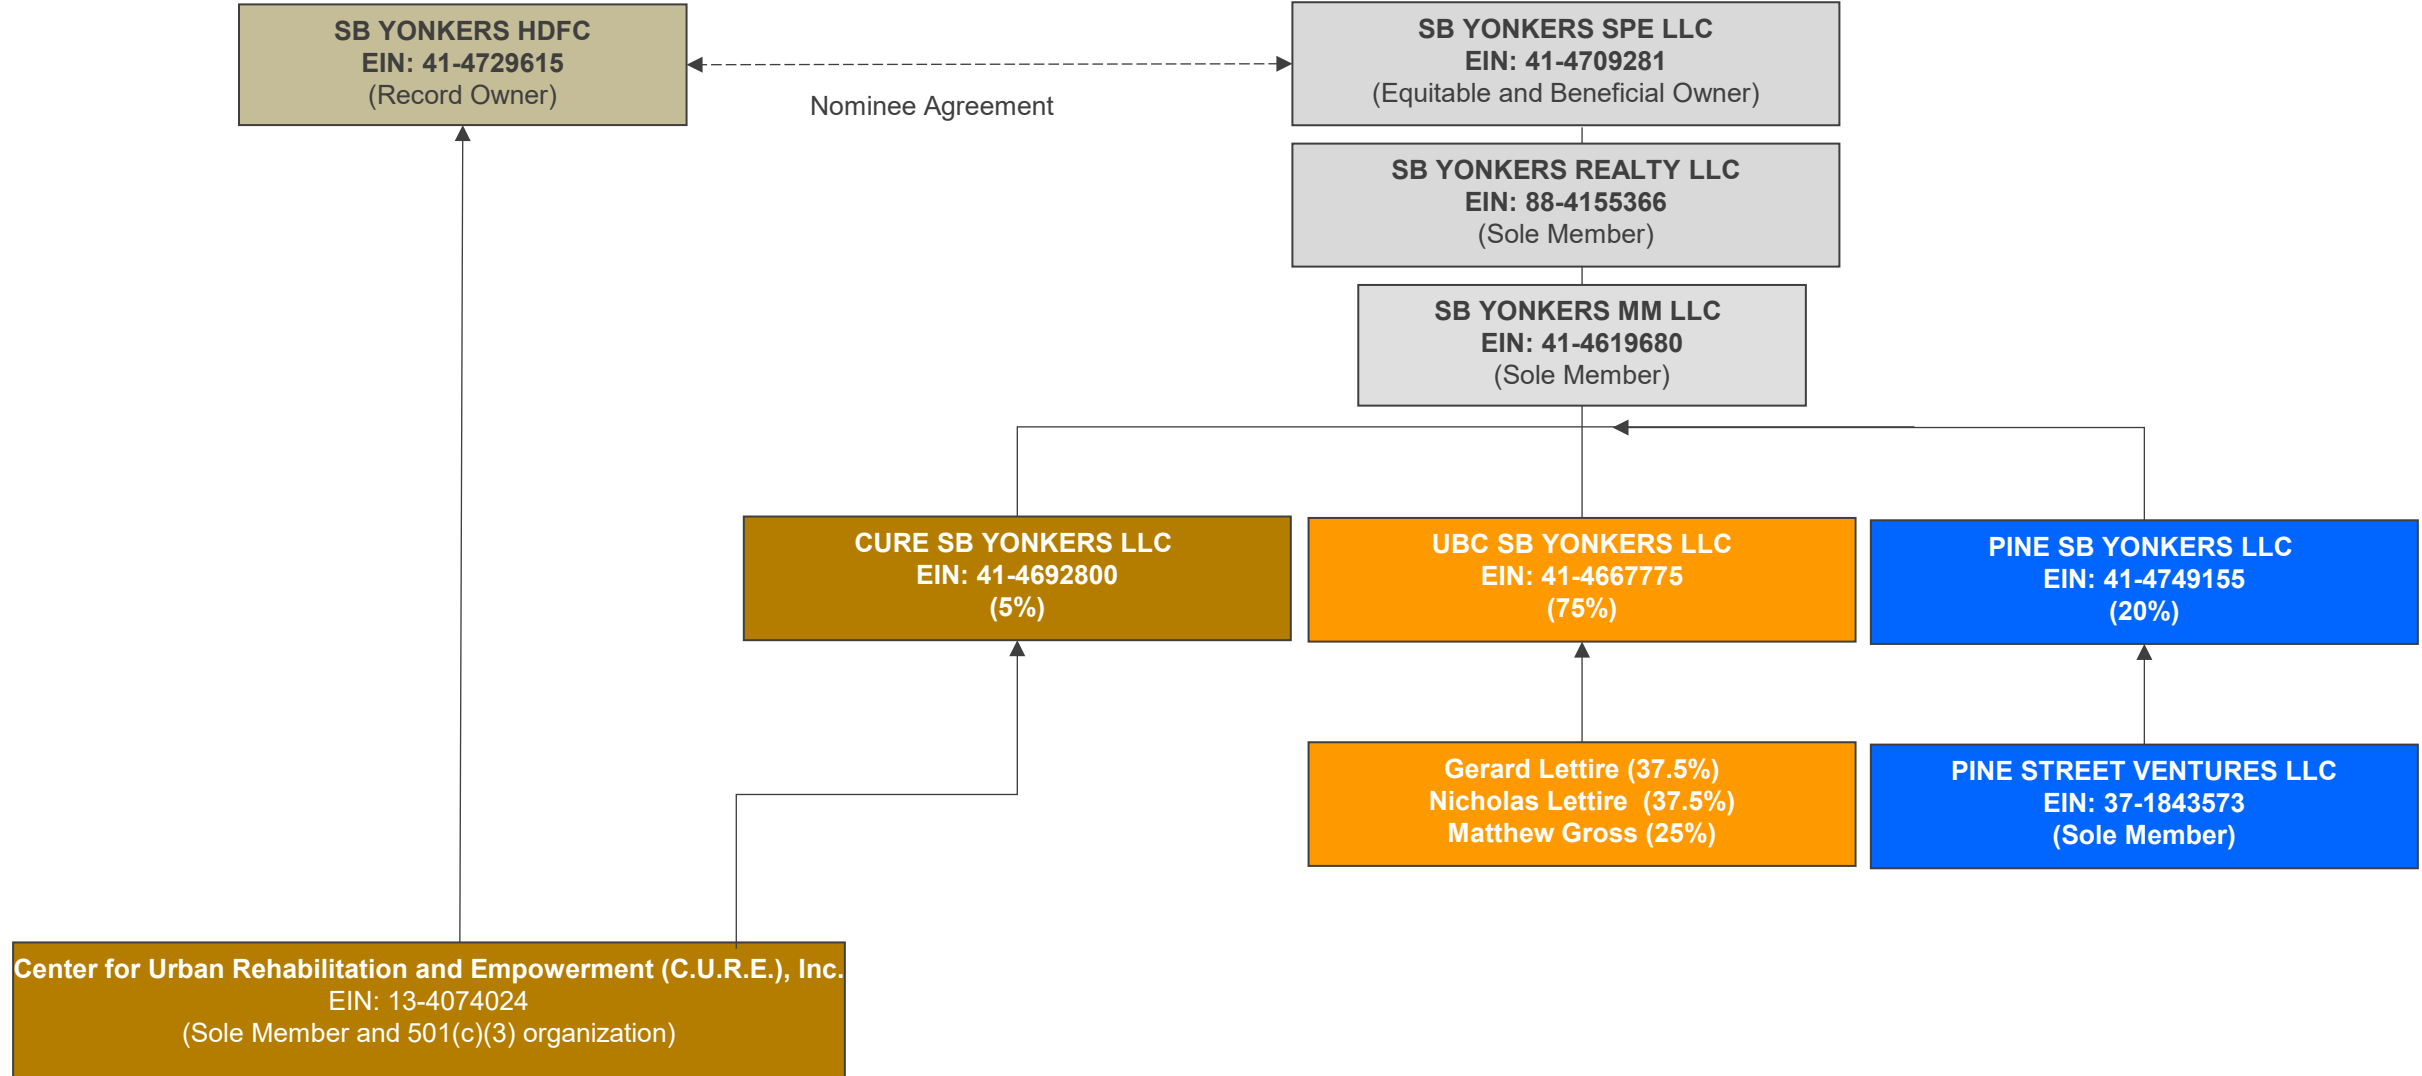 SB YONKERS HDFC
EIN: 41-4729615
(Record Owner)
Nominee Agreement
SB YONKERS SPE LLC
EIN: 41-4709281
(Equitable and Beneficial Owner)
SB YONKERS REALTY LLC
EIN: 88-4155366
(Sole Member)
SB YONKERS MM LLC
EIN: 41-4619680
(Sole Member)
CURE SB YONKERS LLC
EIN: 41-4692800
(5%)
UBC SB YONKERS LLC
EIN: 41-4667775
(75%)
PINE SB YONKERS LLC
EIN: 41-4749155
(20%)
Gerard Lettire (37.5%)
Nicholas Lettire (37.5%)
Matthew Gross (25%)
PINE STREET VENTURES LLC
EIN: 37-1843573
(Sole Member)
Center for Urban Rehabilitation and Empowerment (C.U.R.E.), Inc.
EIN: 13-4074024
(Sole Member and 501(c)(3) organization)